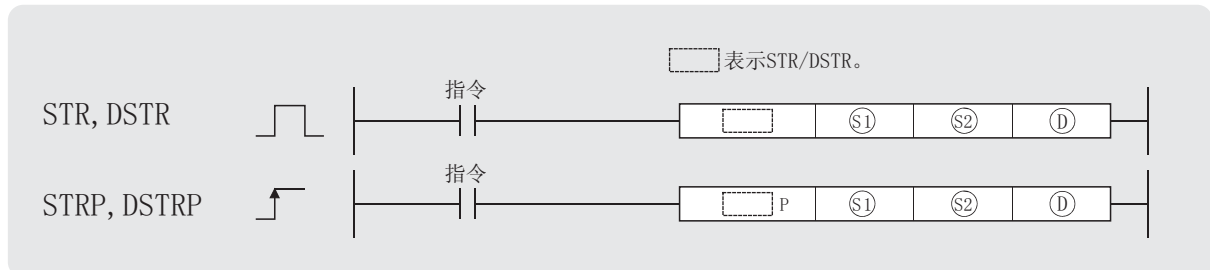 表示STR/DSTR。
指令
STR, DSTR
S1 S2 D
指令
STRP, DSTRP
P S1 S2 D